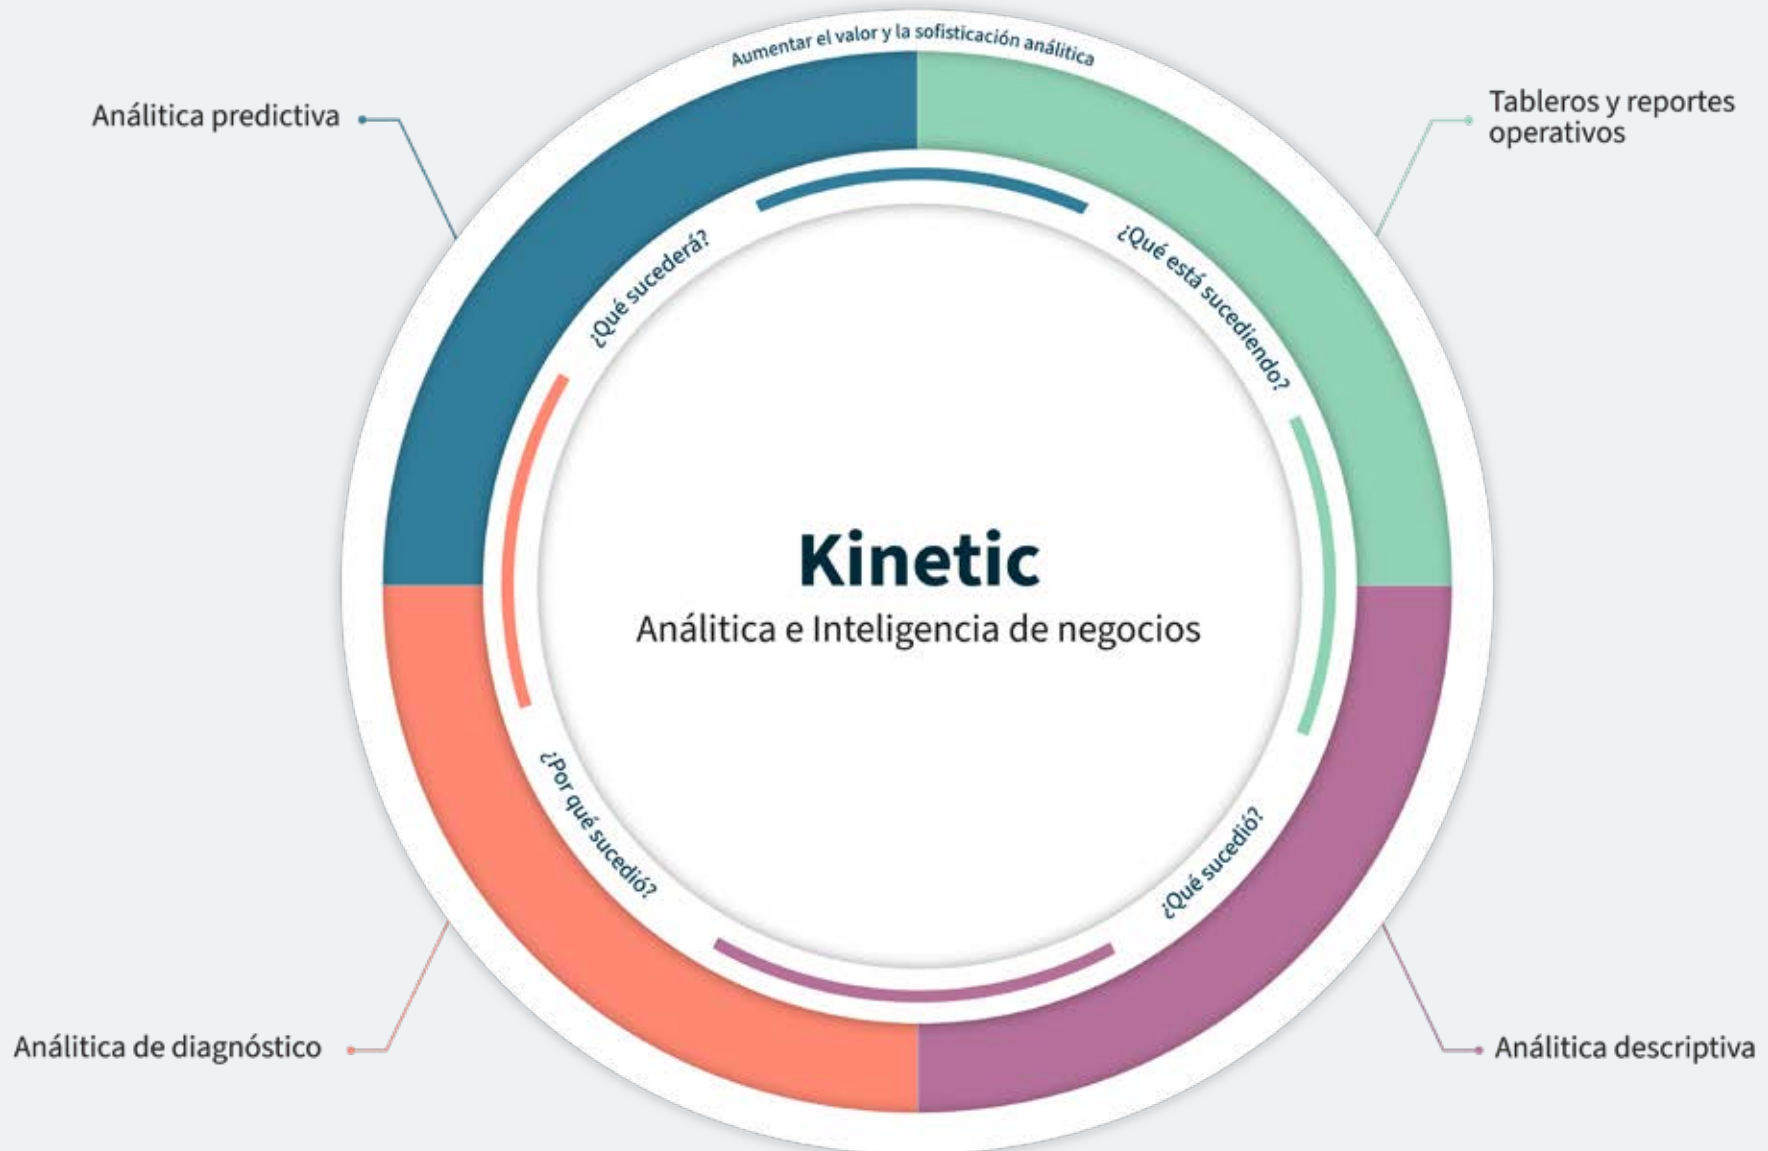 Aumentar el valor y la sofisticación análitica
Análitica predictiva
Tableros y reportes
operativos
¿Qué sucederá?
¿Qué está sucediendo?
Kinetic
Análitica e Inteligencia de negocios
¿Por qué sucedió?
¿Qué sucedió?
Análitica de diagnóstico
Análitica descriptiva